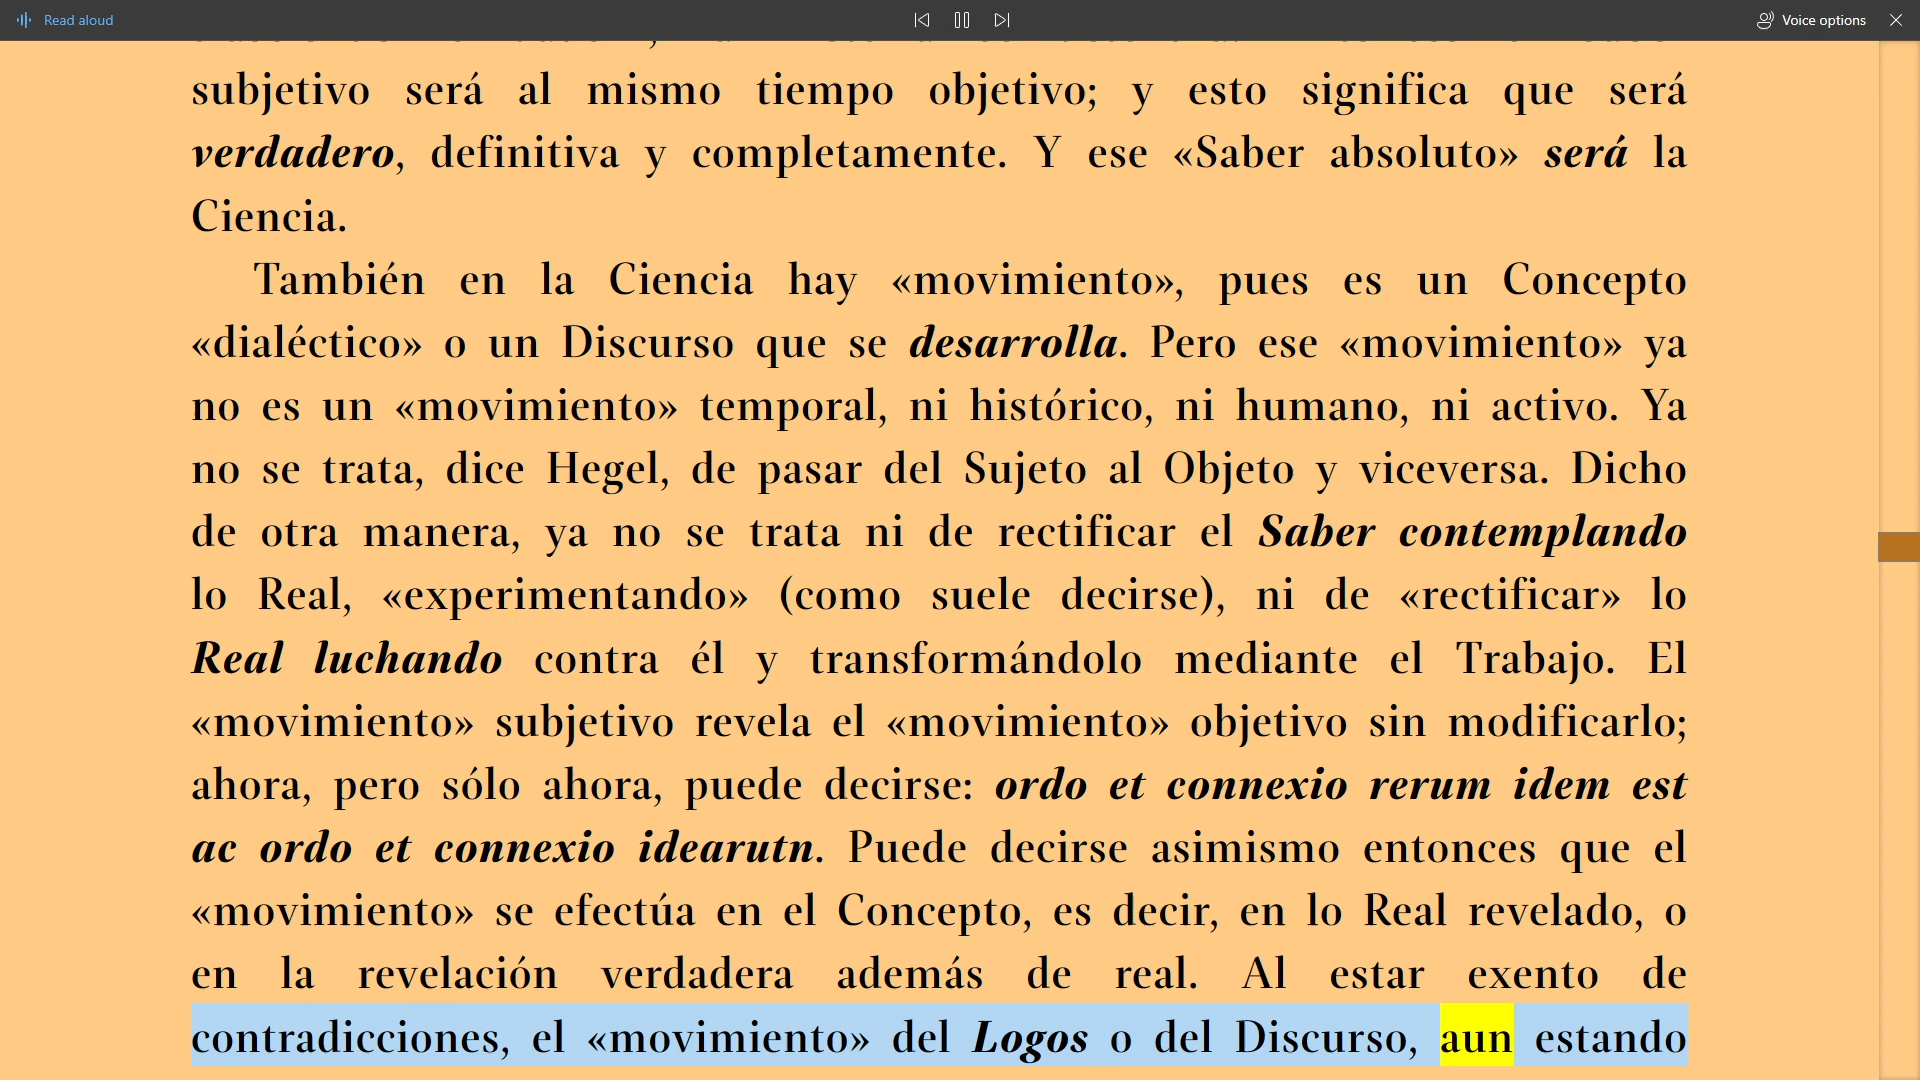 Read aloud
Voice options
subjetivo será al mismo tiempo objetivo; y esto significa que será
verdadero, definitiva y completamente. Y ese «Saber absoluto» será la
Ciencia.
También en la Ciencia hay «movimiento», pues es un Concepto
«dialéctico» o un Discurso que se desarrolla. Pero ese «movimiento» ya
no es un «movimiento» temporal, ni histórico, ni humano, ni activo. Ya
no se trata, dice Hegel, de pasar del Sujeto al Objeto y viceversa. Dicho
de otra manera, ya no se trata ni de rectificar el Saber contemplando
lo Real, «experimentando» (como suele decirse), ni de «rectificar» lo
Real luchando contra él y transformándolo mediante el Trabajo. El
«movimiento» subjetivo revela el «movimiento» objetivo sin modificarlo;
ahora, pero sólo ahora, puede decirse: ordo et connexio rerum idem est
ac ordo et connexio idearutn. Puede decirse asimismo entonces que el
«movimiento» se efectúa en el Concepto, es decir, en lo Real revelado, o
en la revelación verdadera además de real. Al estar exento de
contradicciones, el «movimiento» del Logos o del Discurso, aun estando